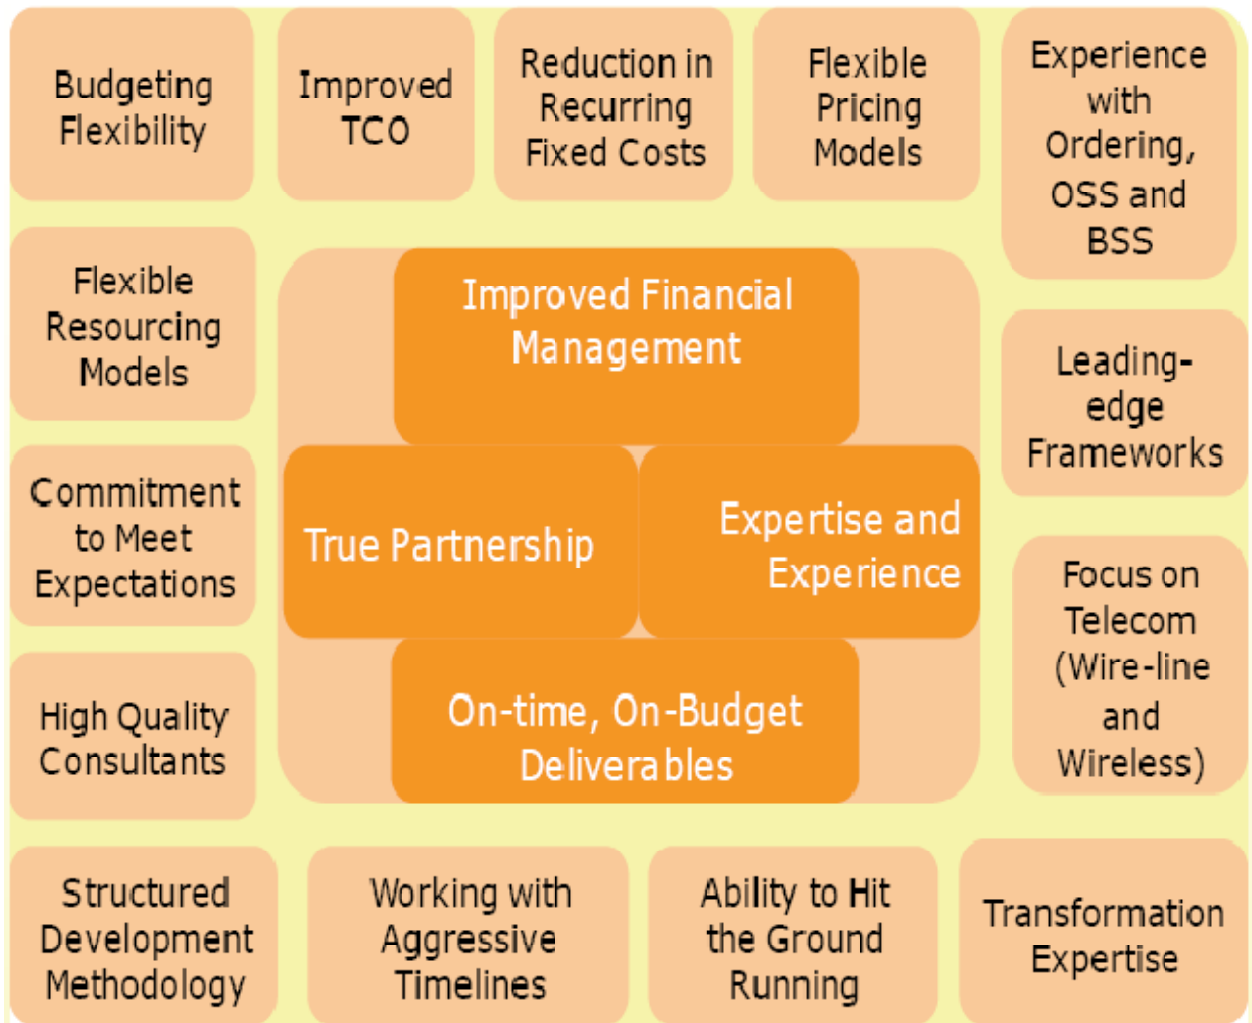 Budgeting
Flexibility
Improved
TCO
Reduction in
Recurring
Fixed Costs
Flexible
Pricing
Models
Experience
with
Ordering,
OSS and
BSS
Flexible
Resourcing
Models
Improved Financial
Management
Leading-
edge
Frameworks
Commitment
to Meet
Expectations
True Partnership
Expertise and
Experience
Focus on
Telecom
(Wire-line
and
Wireless)
High Quality
Consultants
On-time, On-Budget
Deliverables
Structured
Development
Methodology
Working with
Aggressive
Timelines
Ability to Hit
the Ground
Running
Transformation
Expertise